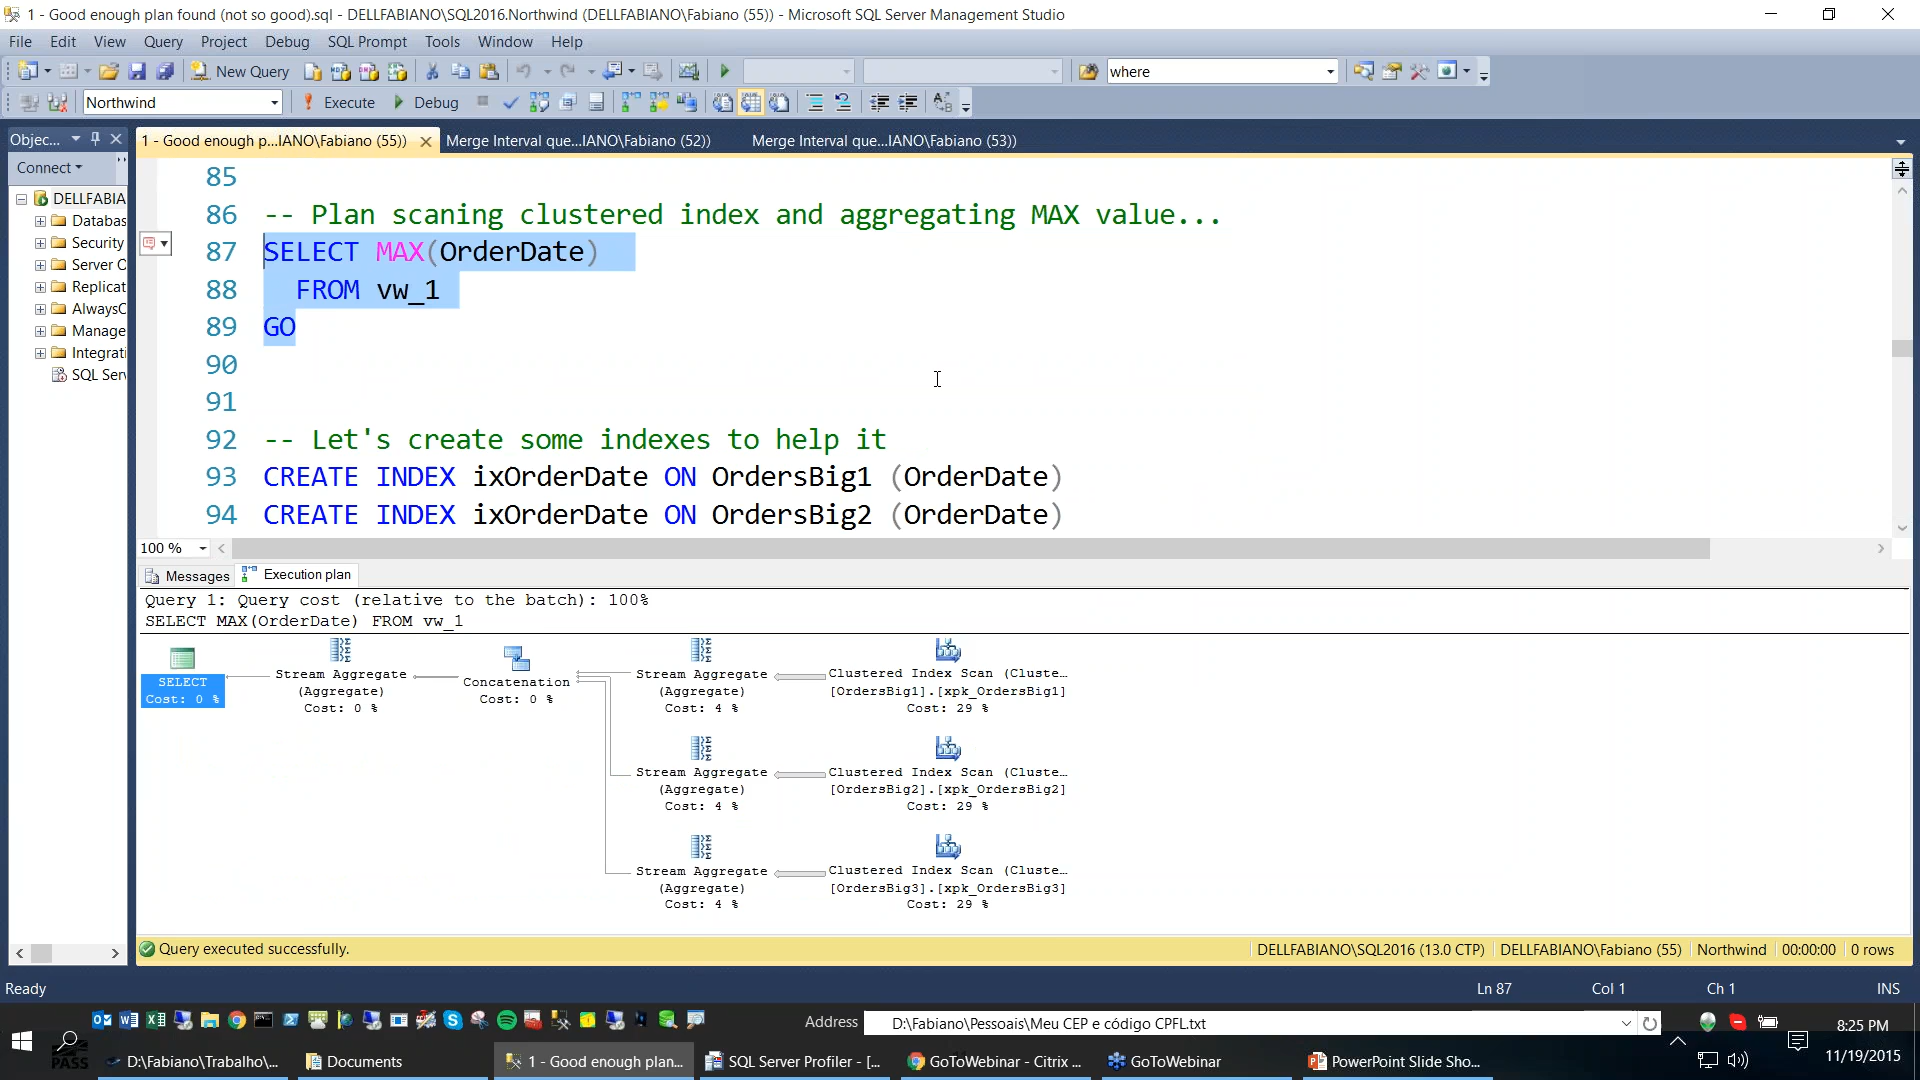 1 - Good enough plan found (not so good).sql - DELLFABIANO\SQL2016.Northwind (DELLFABIANO\Fabiano (55)) - Microsoft SQL Server Management Studio
File Edit View Query Project Debug SQL Prompt Tools Window Help
New Query where
Northwind Execute Debug
Objec... 1 - Good enough p...IANO\Fabiano (55)) Merge Interval que...IANO\Fabiano (52)) Merge Interval que...IANO\Fabiano (53))
Connect
DELLFABIA
Databas
Security
Server O
Replicat
AlwaysO
Manage
Integrati
SQL Serv
85
86 -- Plan scaning clustered index and aggregating MAX value...
87 SELECT MAX(OrderDate)
88 FROM vw_1
89 GO
90
91
92 -- Let's create some indexes to help it
93 CREATE INDEX ixOrderDate ON OrdersBig1 (OrderDate)
94 CREATE INDEX ixOrderDate ON OrdersBig2 (OrderDate)
100 %
Messages Execution plan
Query 1: Query cost (relative to the batch): 100%
SELECT MAX(OrderDate) FROM vw_1
SELECT
Cost: 0 %
Stream Aggregate
(Aggregate)
Cost: 0 %
Concatenation
Cost: 0 %
Stream Aggregate
(Aggregate)
Cost: 4 %
Clustered Index Scan (Cluste…
[OrdersBig1].[xpk_OrdersBig1]
Cost: 29 %
Stream Aggregate
(Aggregate)
Cost: 4 %
Clustered Index Scan (Cluste…
[OrdersBig2].[xpk_OrdersBig2]
Cost: 29 %
Stream Aggregate
(Aggregate)
Cost: 4 %
Clustered Index Scan (Cluste…
[OrdersBig3].[xpk_OrdersBig3]
Cost: 29 %
Query executed successfully. DELLFABIANO\SQL2016 (13.0 CTP) DELLFABIANO\Fabiano (55) Northwind 00:00:00 0 rows
Ready Ln 87 Col 1 Ch 1 INS
Address D:\Fabiano\Pessoais\Meu CEP e código CPFL.txt
PASS
D:\Fabiano\Trabalho\... Documents 1 - Good enough plan... SQL Server Profiler - [... GoToWebinar - Citrix ... GoToWebinar PowerPoint Slide Sho...
8:25 PM
11/19/2015